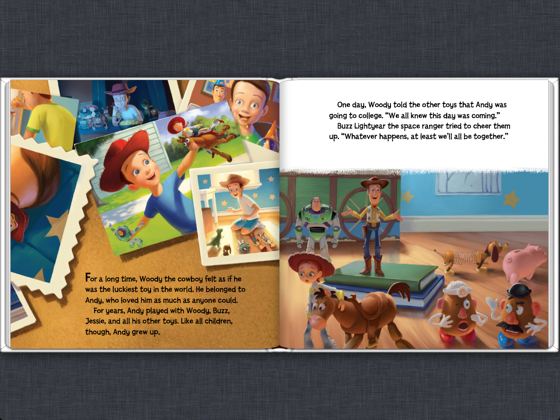 For a long time, Woody the cowboy felt as if he
was the luckiest toy in the world. He belonged to
Andy, who loved him as much as anyone could.
For years, Andy played with Woody, Buzz,
Jessie, and all his other toys. Like all children,
though, Andy grew up.
One day, Woody told the other toys that Andy was
going to college. “We all knew this day was coming.”
Buzz Lightyear the space ranger tried to cheer them
up. “Whatever happens, at least we’ll all be together.”